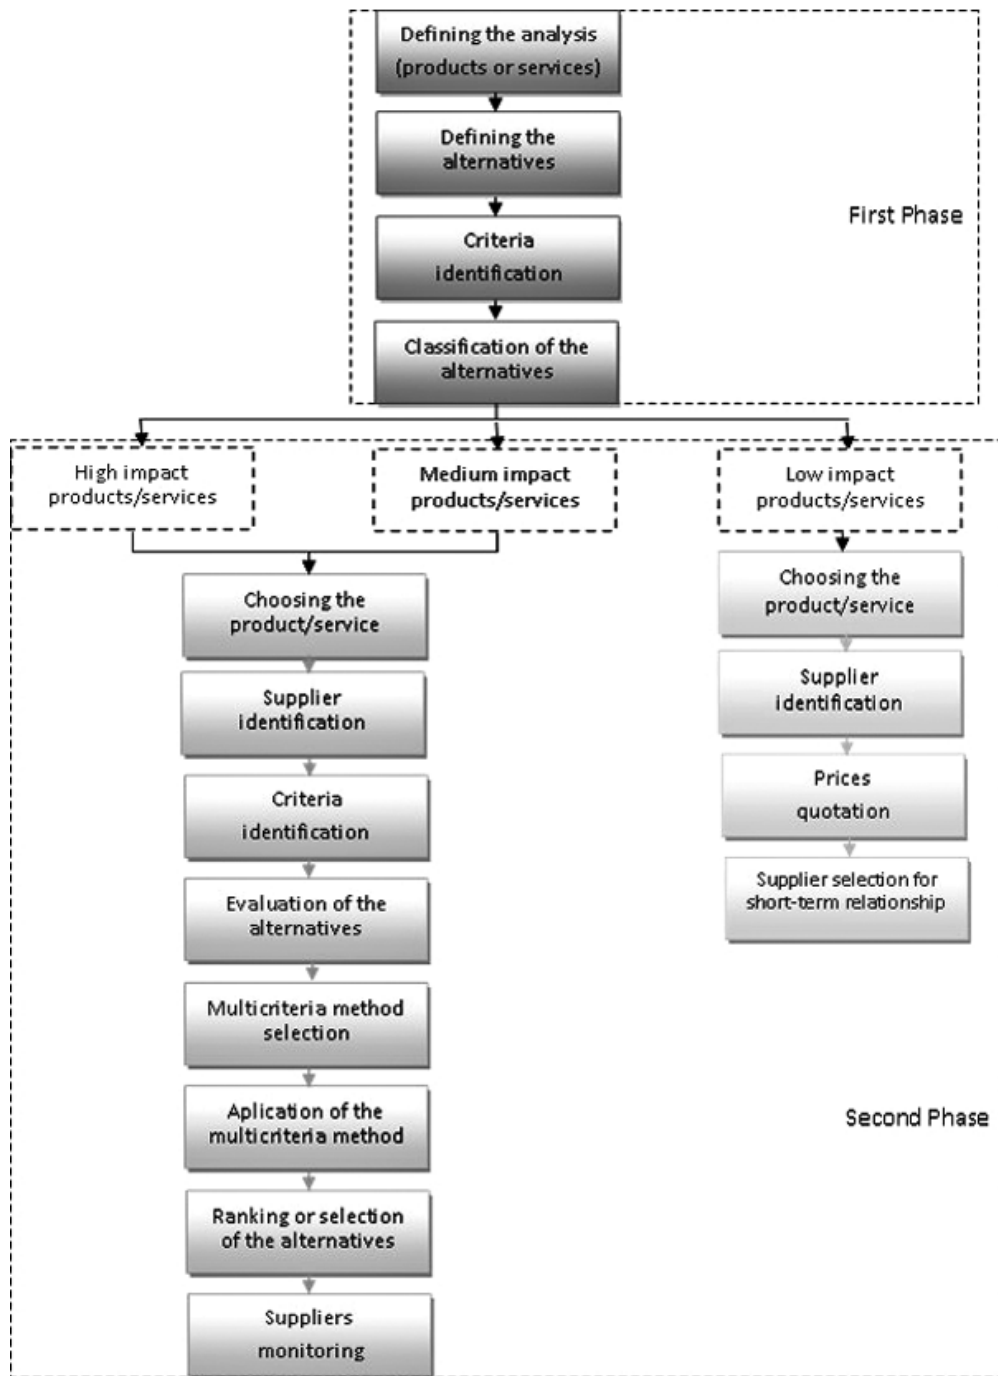 Defining the analysis
(products or services)
Defining the
alternatives
First Phase
Criteria
identification
Classification of the
alternatives
High impact
products/services
Medium impact
products/services
Low impact
products/services
Choosing the
product/service
Supplier
identification
Criteria
identification
Evaluation of the
alternatives
Multicriteria method
selection
Aplication of the
multicriteria method
Ranking or selection
of the alternatives
Suppliers
monitoring
Choosing the
product/service
Supplier
identification
Prices
quotation
Supplier selection for
short-term relationship
Second Phase